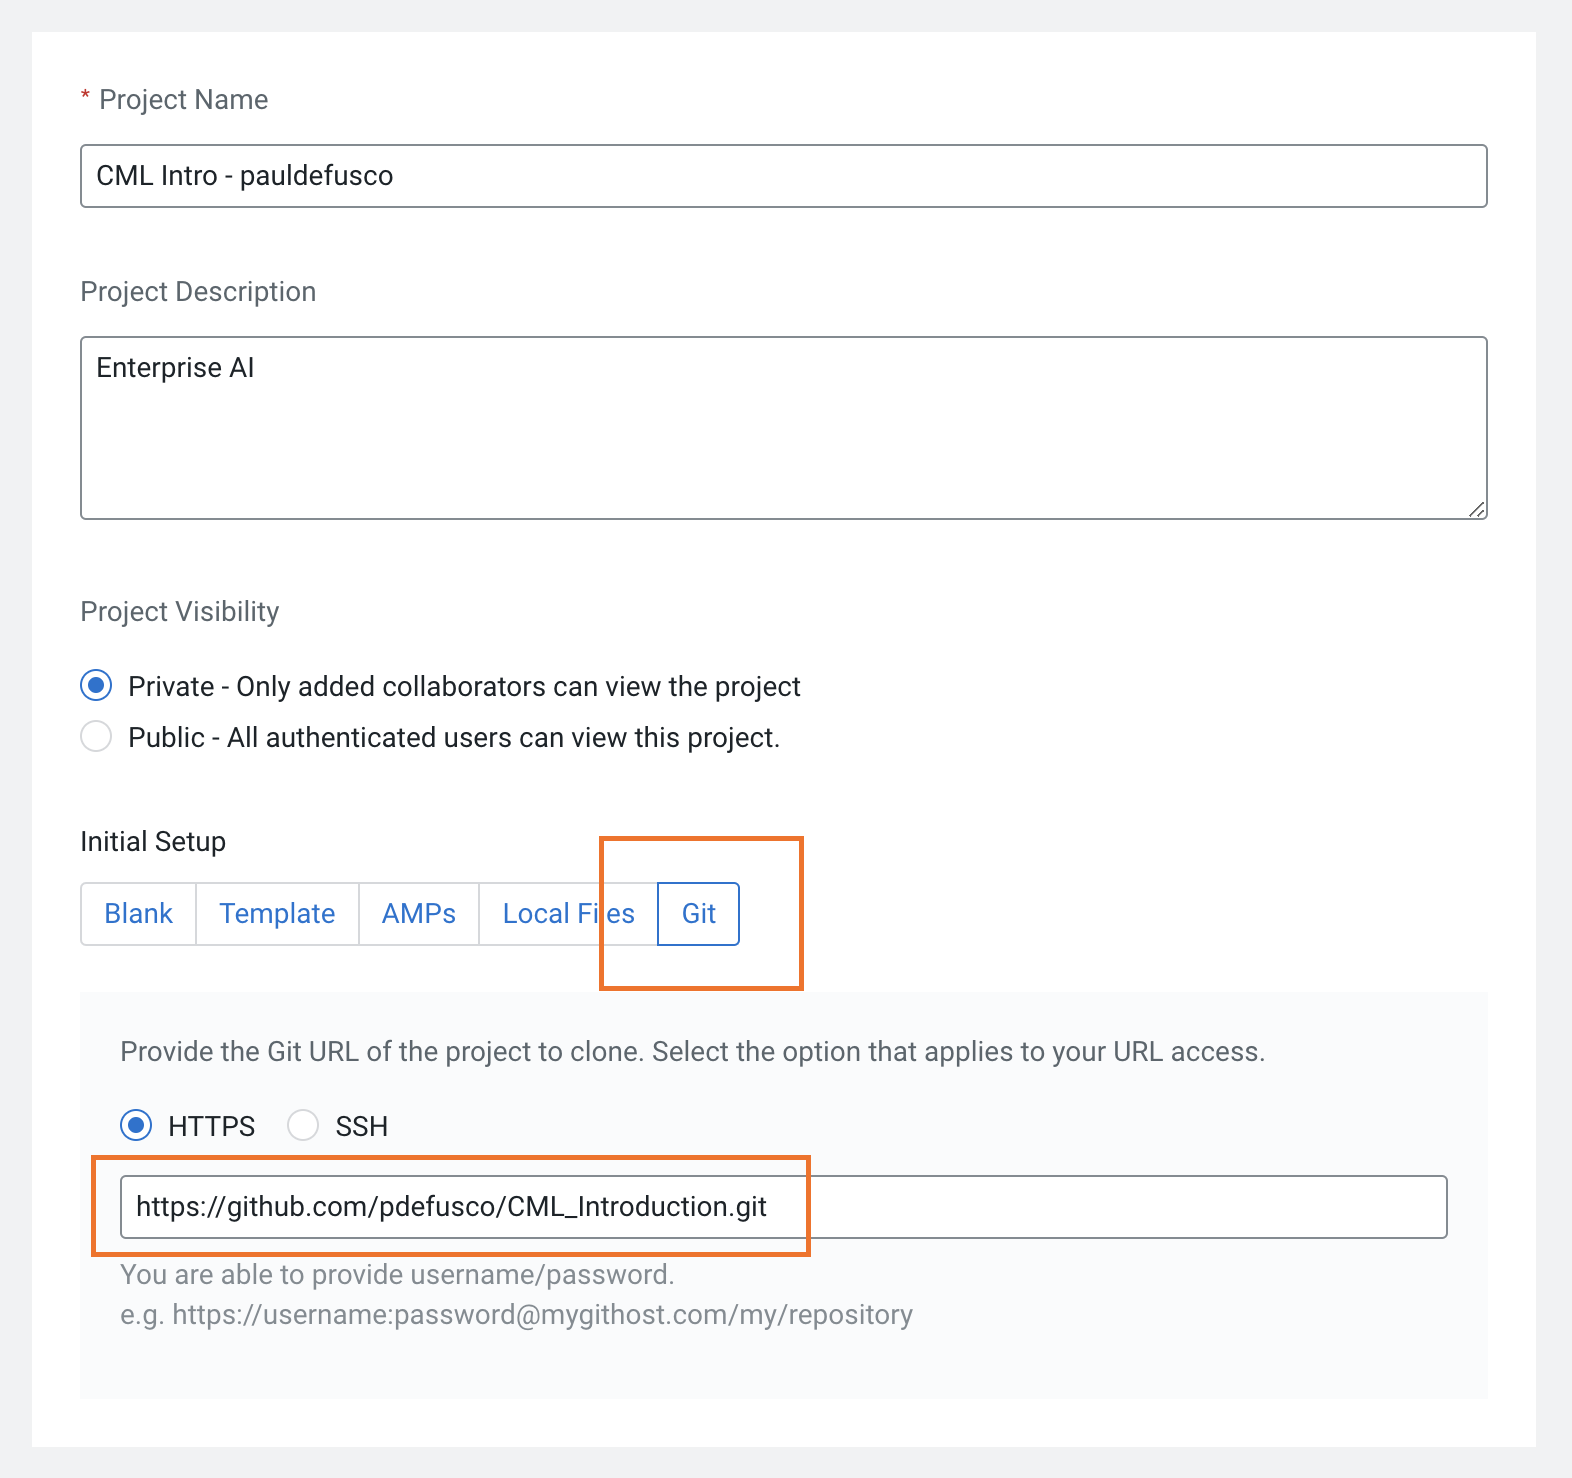 * Project Name
CML Intro - pauldefusco
Project Description
Enterprise AI
Project Visibility
Private - Only added collaborators can view the project
Public - All authenticated users can view this project.
Initial Setup
Blank Template AMPs Local Files Git
Provide the Git URL of the project to clone. Select the option that applies to your URL access.
HTTPS SSH
https://github.com/pdefusco/CML_Introduction.git
You are able to provide username/password.
e.g. https://username:password@mygithost.com/my/repository